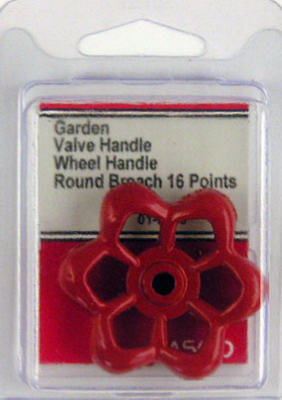 Garden
Valve Handle
Wheel Handle
Round Broach 16 Points